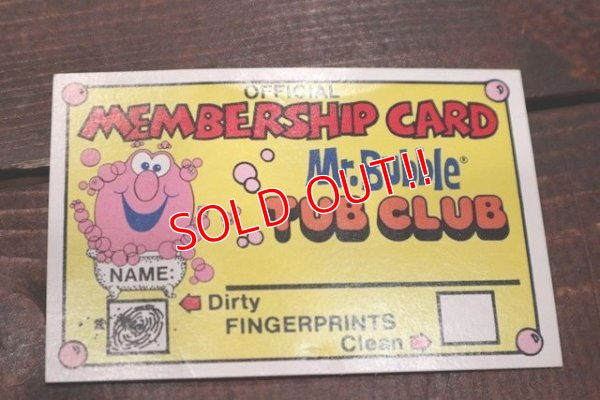 OFFICIAL
MEMBERSHIP CARD
Mr. Bubble®
TUB CLUB
SOLD OUT!!
NAME:
Dirty
FINGERPRINTS
Clean